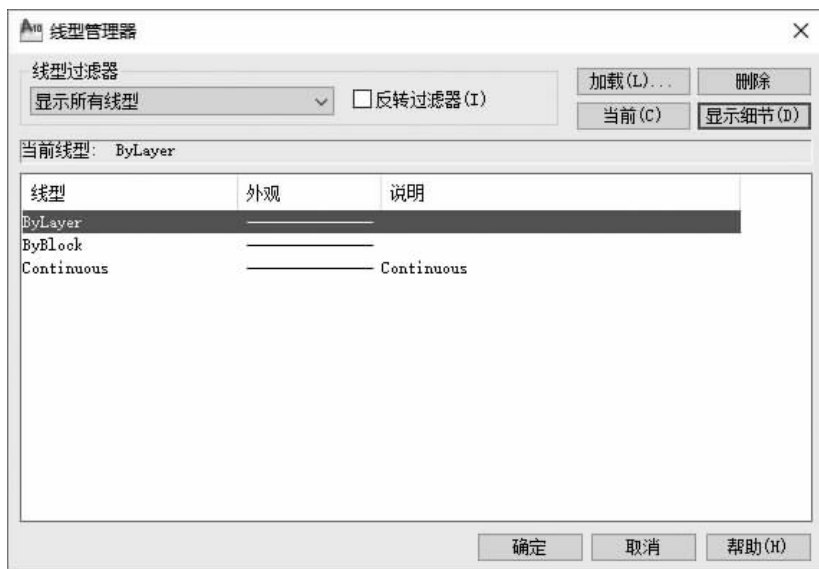 线型管理器
线型过滤器
显示所有线型
反转过滤器(I)
加载(L)...
删除
当前(C)
显示细节(D)
当前线型: ByLayer
线型 外观 说明
ByLayer
ByBlock
Continuous Continuous
确定 取消 帮助(H)